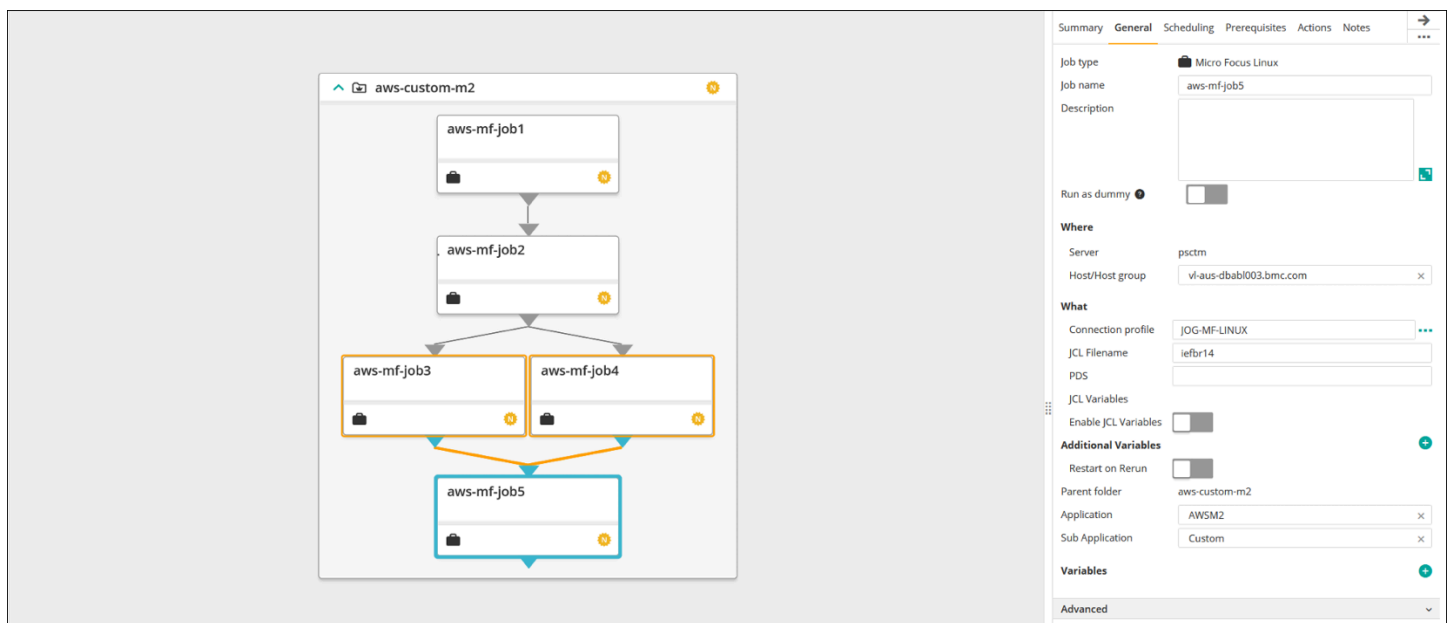 aws-custom-m2
N
aws-mf-job1
N
aws-mf-job2
N
aws-mf-job3
N
aws-mf-job4
N
aws-mf-job5
N
Summary General Scheduling Prerequisites Actions Notes
Job type Micro Focus Linux
Job name aws-mf-job5
Description
Run as dummy ?
Where
Server psctm
Host/Host group vl-aus-dbabl003.bmc.com
What
Connection profile JOG-MF-LINUX
JCL Filename iefbr14
PDS
JCL Variables
Enable JCL Variables
Additional Variables
Restart on Rerun
Parent folder aws-custom-m2
Application AWSM2
Sub Application Custom
Variables
Advanced